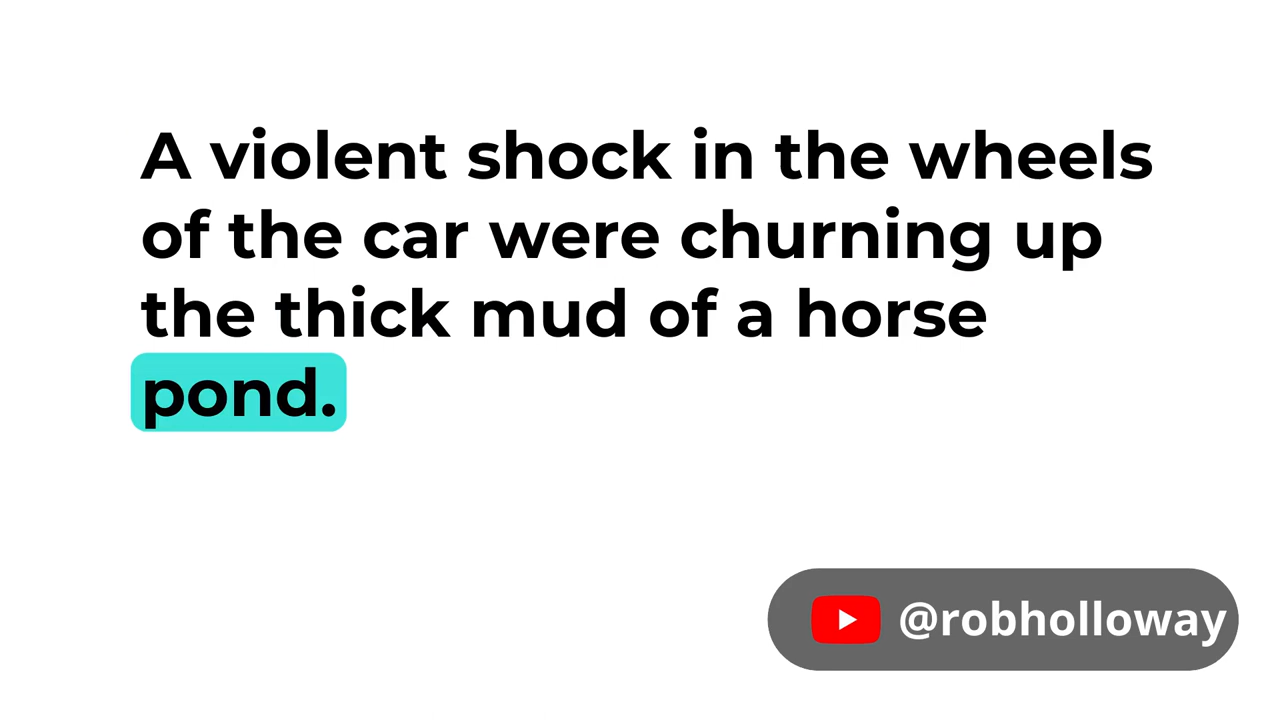 A violent shock in the wheels
of the car were churning up
the thick mud of a horse
pond.
@robholloway